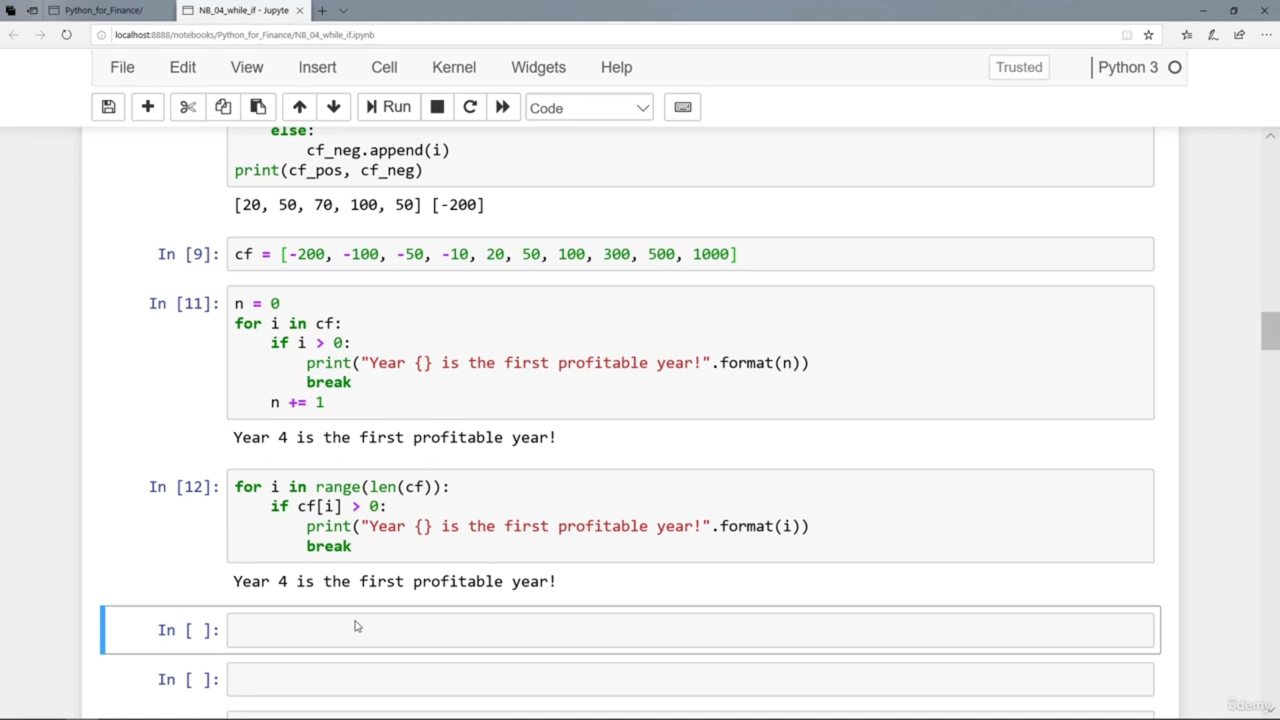 Python_for_Finance/
NB_04_while_if - Jupyte
localhost:8888/notebooks/Python_for_Finance/NB_04_while_if.ipynb
File Edit View Insert Cell Kernel Widgets Help Trusted Python 3
Run Code
else:
cf_neg.append(i)
print(cf_pos, cf_neg)
[20, 50, 70, 100, 50] [-200]
In [9]: cf = [-200, -100, -50, -10, 20, 50, 100, 300, 500, 1000]
In [11]: n = 0
for i in cf:
if i > 0:
print("Year {} is the first profitable year!".format(n))
break
n += 1
Year 4 is the first profitable year!
In [12]: for i in range(len(cf)):
if cf[i] > 0:
print("Year {} is the first profitable year!".format(i))
break
Year 4 is the first profitable year!
In [ ]:
In [ ]:
ûdemy